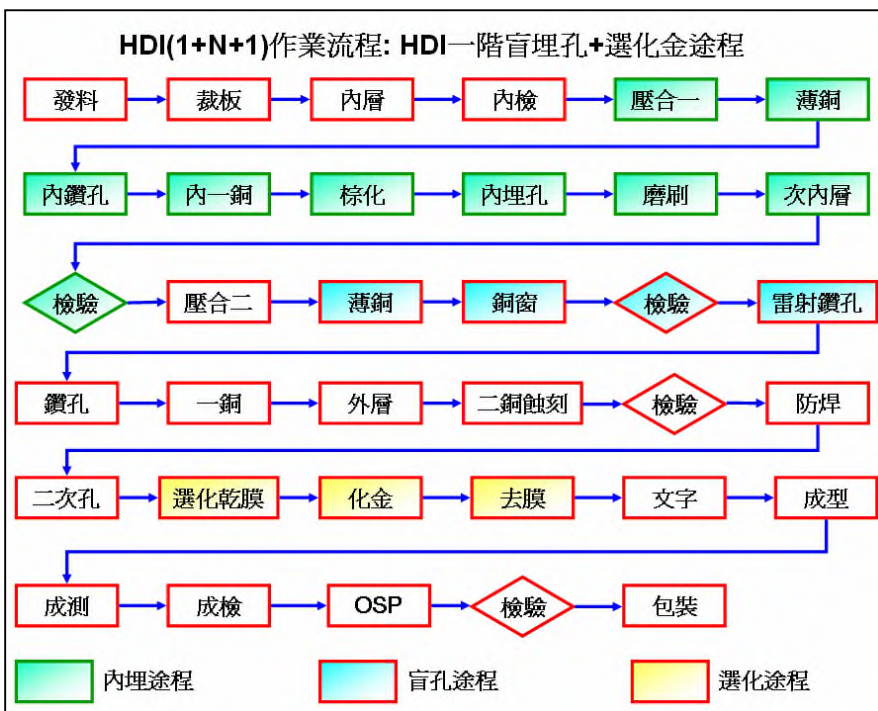 HDI(1+N+1)作業流程: HDI一階盲埋孔+選化金途程
發料 裁板 內層 內檢 壓合一 薄銅
內鑽孔 內一銅 棕化 內埋孔 磨刷 次內層
檢驗 壓合二 薄銅 銅窗 檢驗 雷射鑽孔
鑽孔 一銅 外層 二銅蝕刻 檢驗 防焊
二次孔 選化乾膜 化金 去膜 文字 成型
成測 成檢 OSP 檢驗 包裝
內埋途程 盲孔途程 選化途程